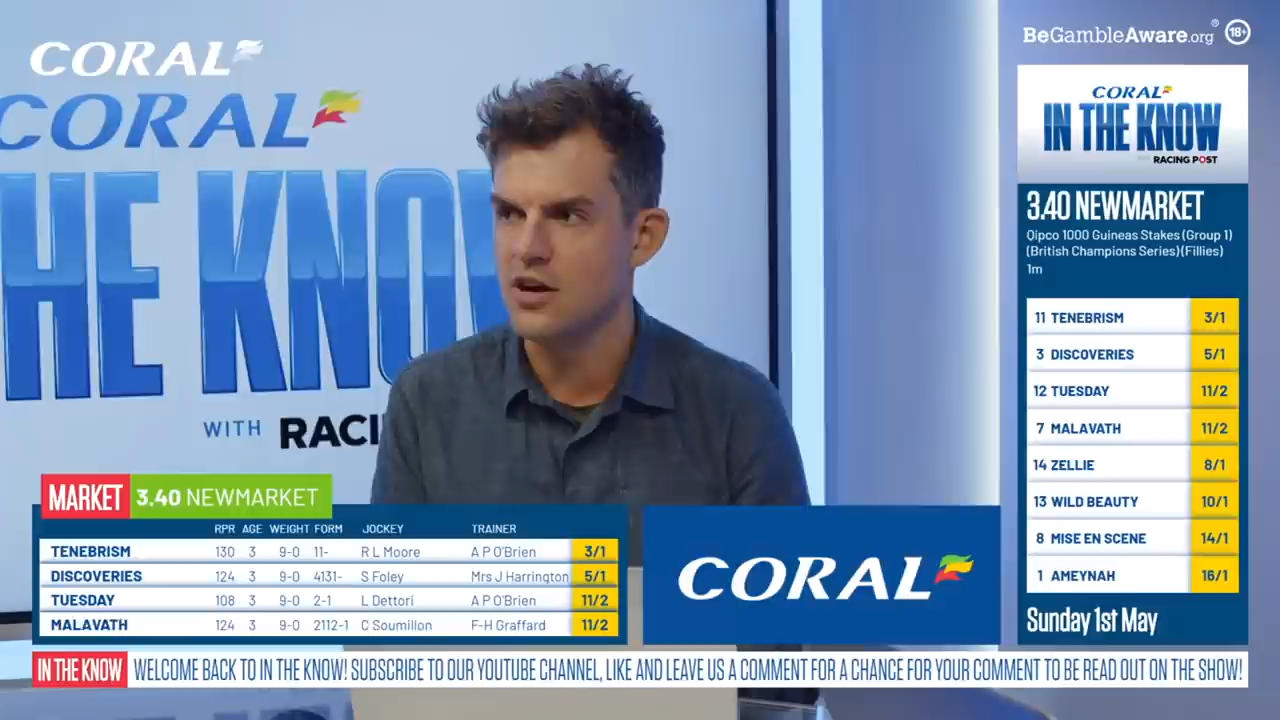 CORAL
CORAL
HE KNOW
WITH RACI
BeGambleAware.org® 18+
CORAL
IN THE KNOW
RACING POST
3.40 NEWMARKET
Qipco 1000 Guineas Stakes (Group 1)
(British Champions Series)(Fillies)
1m
11 TENEBRISM 3/1
3 DISCOVERIES 5/1
12 TUESDAY 11/2
7 MALAVATH 11/2
14 ZELLIE 8/1
13 WILD BEAUTY 10/1
8 MISE EN SCENE 14/1
1 AMEYNAH 16/1
Sunday 1st May
MARKET 3.40 NEWMARKET
RPR AGE WEIGHT FORM JOCKEY TRAINER
TENEBRISM 130 3 9-0 11- R L Moore A P O'Brien 3/1
DISCOVERIES 124 3 9-0 4131- S Foley Mrs J Harrington 5/1
TUESDAY 108 3 9-0 2-1 L Dettori A P O'Brien 11/2
MALAVATH 124 3 9-0 2112-1 C Soumillon F-H Graffard 11/2
CORAL
IN THE KNOW WELCOME BACK TO IN THE KNOW! SUBSCRIBE TO OUR YOUTUBE CHANNEL, LIKE AND LEAVE US A COMMENT FOR A CHANCE FOR YOUR COMMENT TO BE READ OUT ON THE SHOW!